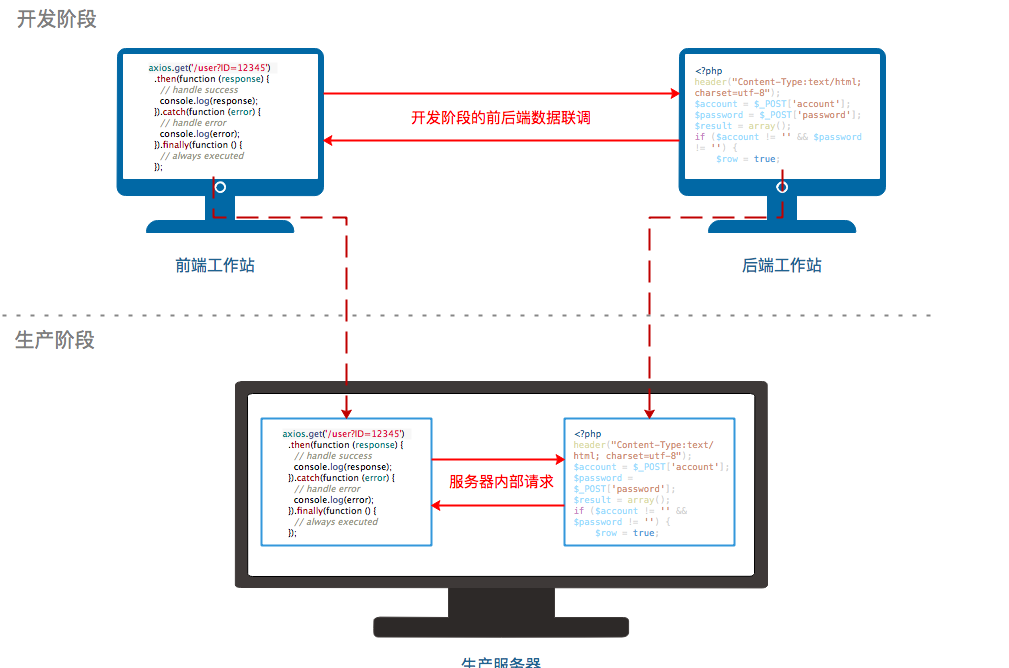 开发阶段
axios.get('/user?ID=12345')
.then(function (response) {
// handle success
console.log(response);
}).catch(function (error) {
// handle error
console.log(error);
}).finally(function () {
// always executed
});
开发阶段的前后端数据联调
<?php
header("Content-Type:text/html;
charset=utf-8");
$account = $_POST['account'];
$password = $_POST['password'];
$result = array();
if ($account != '' && $password
!= '') {
$row = true;
前端工作站
后端工作站
生产阶段
axios.get('/user?ID=12345')
.then(function (response) {
// handle success
console.log(response);
}).catch(function (error) {
// handle error
console.log(error);
}).finally(function () {
// always executed
});
服务器内部请求
<?php
header("Content-Type:text/
html; charset=utf-8");
$account = $_POST['account'];
$password =
$_POST['password'];
$result = array();
if ($account != '' &&
$password != '') {
$row = true;
生产服务器